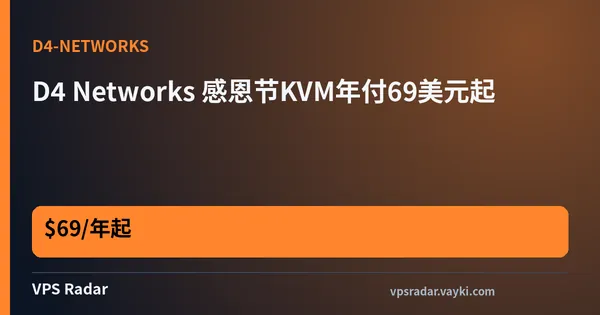 D4-NETWORKS
D4 Networks 感恩节KVM年付69美元起
$69/年起
VPS Radar
vpsradar.vayki.com